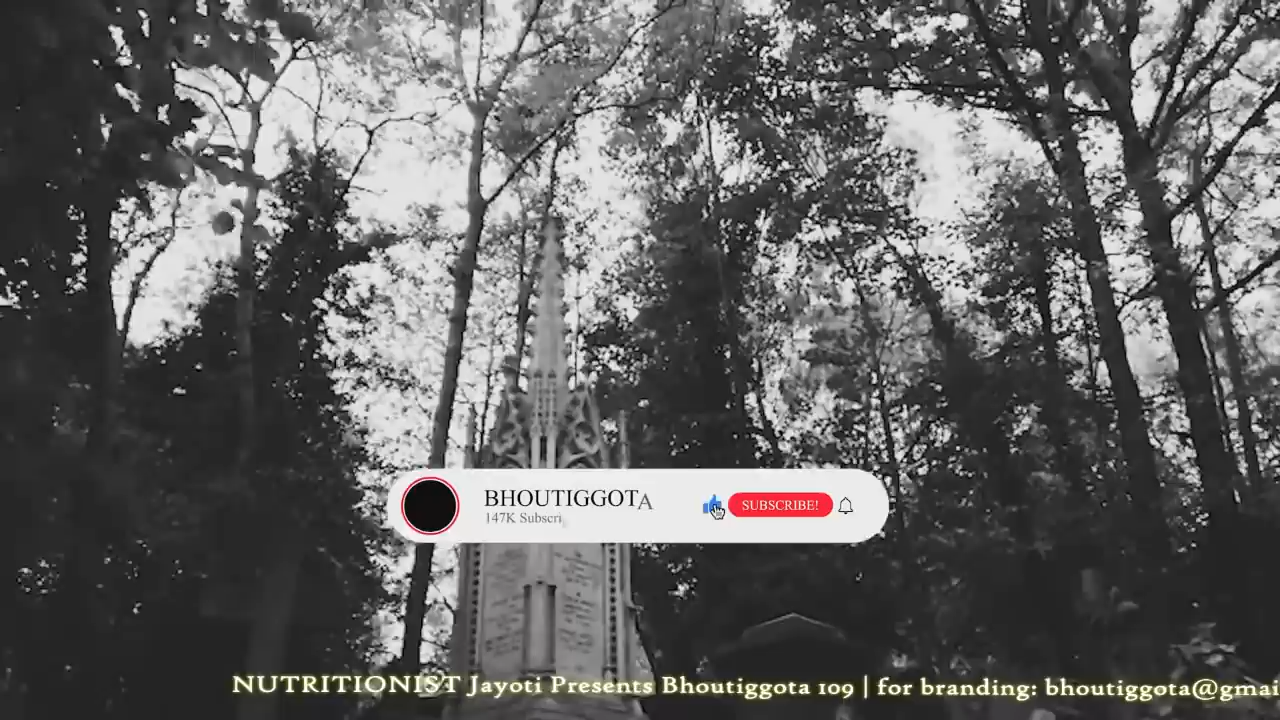 BHOUTIGGOTA
147K Subscri
SUBSCRIBE!
NUTRITIONIST Jayoti Presents Bhoutiggota 109 | for branding: bhoutiggota@gmai